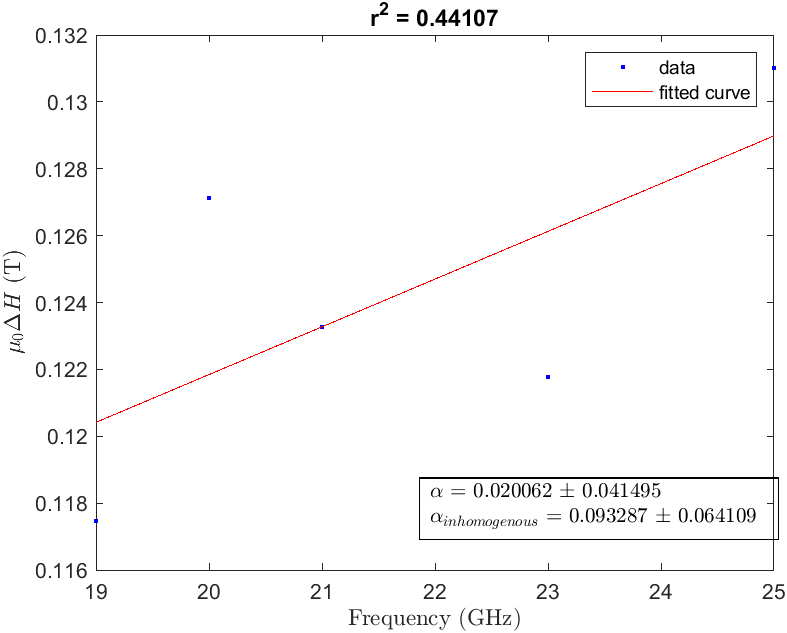 r² = 0.44107
0.132
0.13
0.128
0.126
0.124
0.122
0.12
0.118
0.116
μ₀ΔH (T)
data
fitted curve
α = 0.020062 ± 0.041495
α_inhomogenous = 0.093287 ± 0.064109
19 20 21 22 23 24 25
Frequency (GHz)